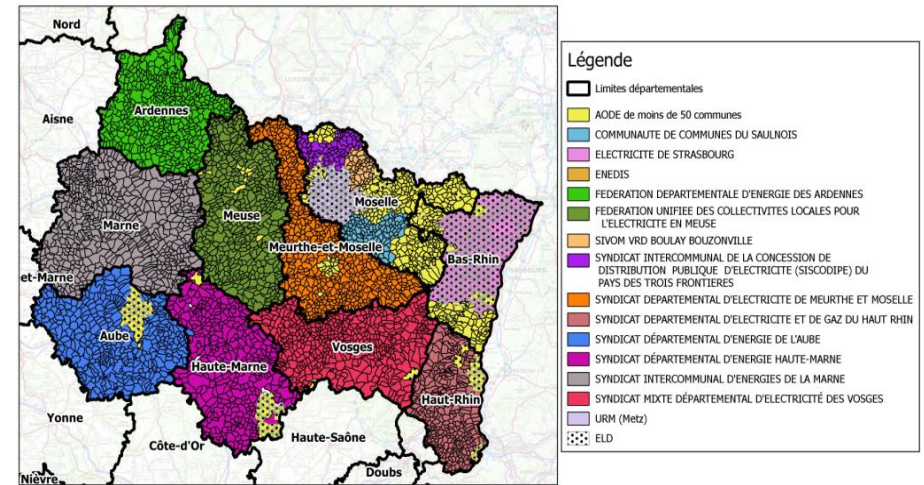 Nord
Aisne
Ardennes
Marne
Meuse
Moselle
Meurthe-et-Moselle
Bas-Rhin
et-Marne
Aube
Haute-Marne
Vosges
Haut-Rhin
Yonne
Côte-d'Or
Haute-Saône
Doubs
Nièvre
Légende
Limites départementales
AODE de moins de 50 communes
COMMUNAUTE DE COMMUNES DU SAULNOIS
ELECTRICITE DE STRASBOURG
ENEDIS
FEDERATION DEPARTEMENTALE D'ENERGIE DES ARDENNES
FEDERATION UNIFIEE DES COLLECTIVITES LOCALES POUR
L'ELECTRICITE EN MEUSE
SIVOM VRD BOULAY BOUZONVILLE
SYNDICAT INTERCOMMUNAL DE LA CONCESSION DE
DISTRIBUTION PUBLIQUE D'ELECTRICITE (SISCODIPE) DU
PAYS DES TROIS FRONTIERES
SYNDICAT DEPARTEMENTAL D'ELECTRICITE DE MEURTHE ET MOSELLE
SYNDICAT DEPARTEMENTAL D'ELECTRICITE ET DE GAZ DU HAUT RHIN
SYNDICAT DÉPARTEMENTAL D'ENERGIE DE L'AUBE
SYNDICAT DÉPARTEMENTAL D'ENERGIE HAUTE-MARNE
SYNDICAT INTERCOMMUNAL D'ENERGIES DE LA MARNE
SYNDICAT MIXTE DÉPARTEMENTAL D'ELECTRICITÉ DES VOSGES
URM (Metz)
ELD